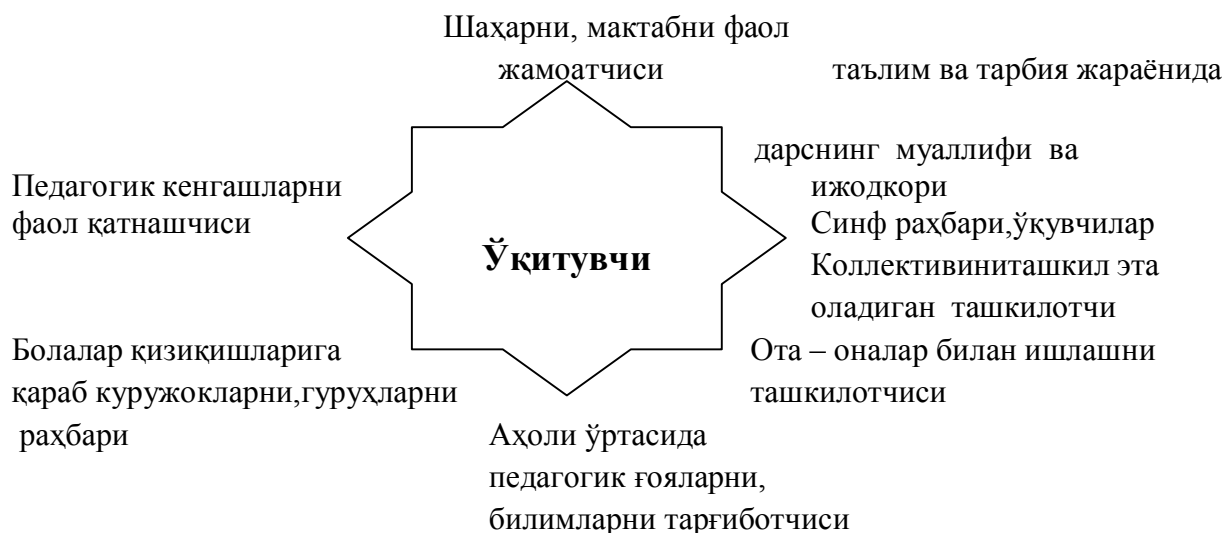 Шаҳарни, мактабни фаол
жамоатчиси
таълим ва тарбия жараёнида
дарснинг муаллифи ва
ижодкори
Педагогик кенгашларни
фаол қатнашчиси
Синф раҳбари,ўқувчилар
Коллективиниташкил эта
оладиган ташкилотчи
Ўқитувчи
Болалар қизиқишларига
қараб куружокларни,гуруҳларни
раҳбари
Ота – оналар билан ишлашни
ташкилотчиси
Аҳоли ўртасида
педагогик ғояларни,
билимларни тарғиботчиси